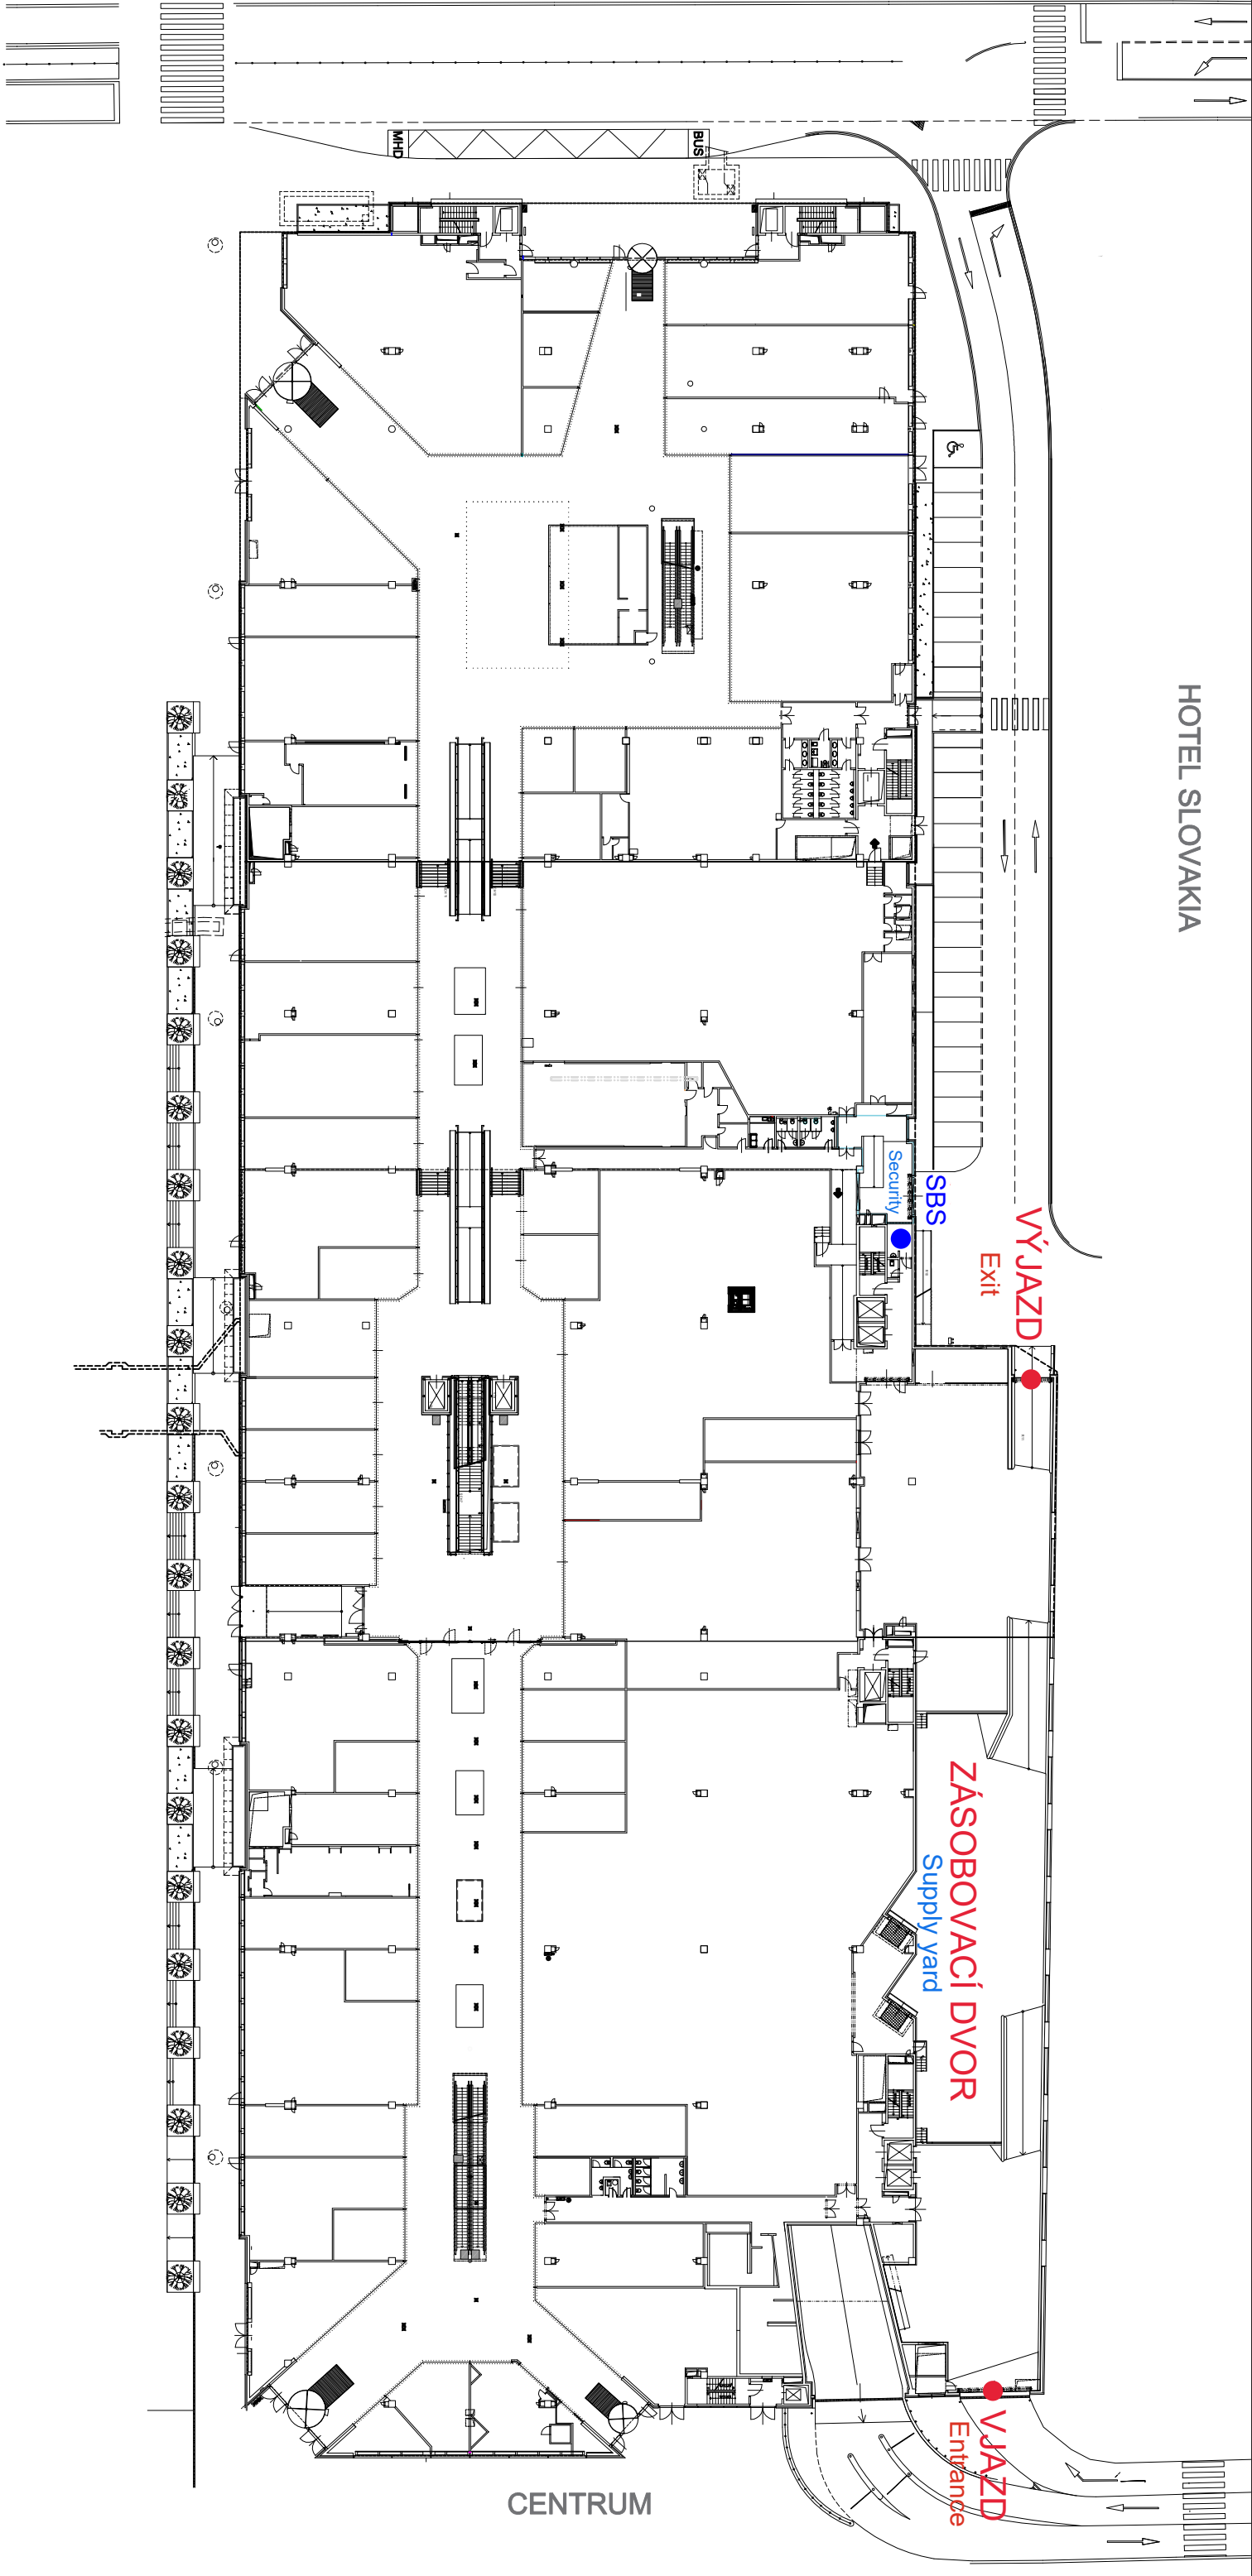 MHD
BUS
HOTEL SLOVAKIA
Security
SBS
VÝJAZD
Exit
ZÁSOBOVACÍ DVOR
Supply yard
VJAZD
Entrance
CENTRUM